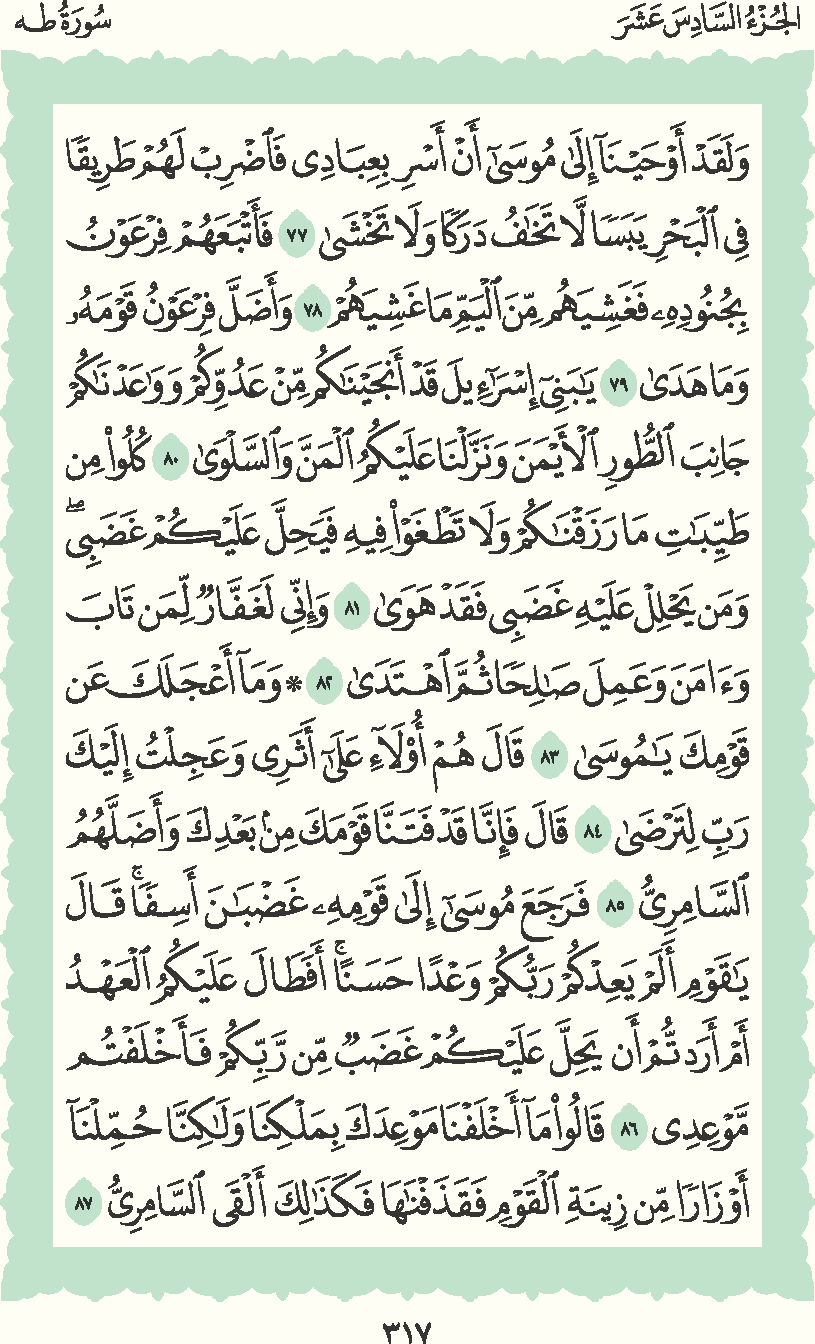 الجُزْءُ السَّادِسَ عَشَرَ
سُورَةُ طه
وَلَقَدْ أَوْحَيْنَآ إِلَىٰ مُوسَىٰٓ أَنْ أَسْرِ بِعِبَادِى فَٱضْرِبْ لَهُمْ طَرِيقًا
فِى ٱلْبَحْرِ يَبَسًا لَّا تَخَٰفُ دَرَكًا وَلَا تَخْشَىٰ ٧٧ فَأَتْبَعَهُمْ فِرْعَوْنُ
بِجُنُودِهِۦ فَغَشِيَهُم مِّنَ ٱلْيَمِّ مَا غَشِيَهُمْ ٧٨ وَأَضَلَّ فِرْعَوْنُ قَوْمَهُۥ
وَمَا هَدَىٰ ٧٩ يَٰبَنِىٓ إِسْرَٰٓءِيلَ قَدْ أَنجَيْنَٰكُم مِّنْ عَدُوِّكُمْ وَوَٰعَدْنَٰكُمْ
جَانِبَ ٱلطُّورِ ٱلْأَيْمَنَ وَنَزَّلْنَا عَلَيْكُمُ ٱلْمَنَّ وَٱلسَّلْوَىٰ ٨٠ كُلُوا۟ مِن
طَيِّبَٰتِ مَا رَزَقْنَٰكُمْ وَلَا تَطْغَوْا۟ فِيهِ فَيَحِلَّ عَلَيْكُمْ غَضَبِى ۖ
وَمَن يَحْلِلْ عَلَيْهِ غَضَبِى فَقَدْ هَوَىٰ ٨١ وَإِنِّى لَغَفَّارٌ لِّمَن تَابَ
وَءَامَنَ وَعَمِلَ صَٰلِحًا ثُمَّ ٱهْتَدَىٰ ٨٢ * وَمَآ أَعْجَلَكَ عَن
قَوْمِكَ يَٰمُوسَىٰ ٨٣ قَالَ هُمْ أُو۟لَآءِ عَلَىٰٓ أَثَرِى وَعَجِلْتُ إِلَيْكَ
رَبِّ لِتَرْضَىٰ ٨٤ قَالَ فَإِنَّا قَدْ فَتَنَّا قَوْمَكَ مِنۢ بَعْدِكَ وَأَضَلَّهُمُ
ٱلسَّامِرِىُّ ٨٥ فَرَجَعَ مُوسَىٰٓ إِلَىٰ قَوْمِهِۦ غَضْبَٰنَ أَسِفًا ۚ قَالَ
يَٰقَوْمِ أَلَمْ يَعِدْكُمْ رَبُّكُمْ وَعْدًا حَسَنًا ۚ أَفَطَالَ عَلَيْكُمُ ٱلْعَهْدُ
أَمْ أَرَدتُّمْ أَن يَحِلَّ عَلَيْكُمْ غَضَبٌ مِّن رَّبِّكُمْ فَأَخْلَفْتُم
مَّوْعِدِى ٨٦ قَالُوا۟ مَآ أَخْلَفْنَا مَوْعِدَكَ بِمَلْكِنَا وَلَٰكِنَّا حُمِّلْنَآ
أَوْزَارًا مِّن زِينَةِ ٱلْقَوْمِ فَقَذَفْنَٰهَا فَكَذَٰلِكَ أَلْقَى ٱلسَّامِرِىُّ ٨٧
٣١٧